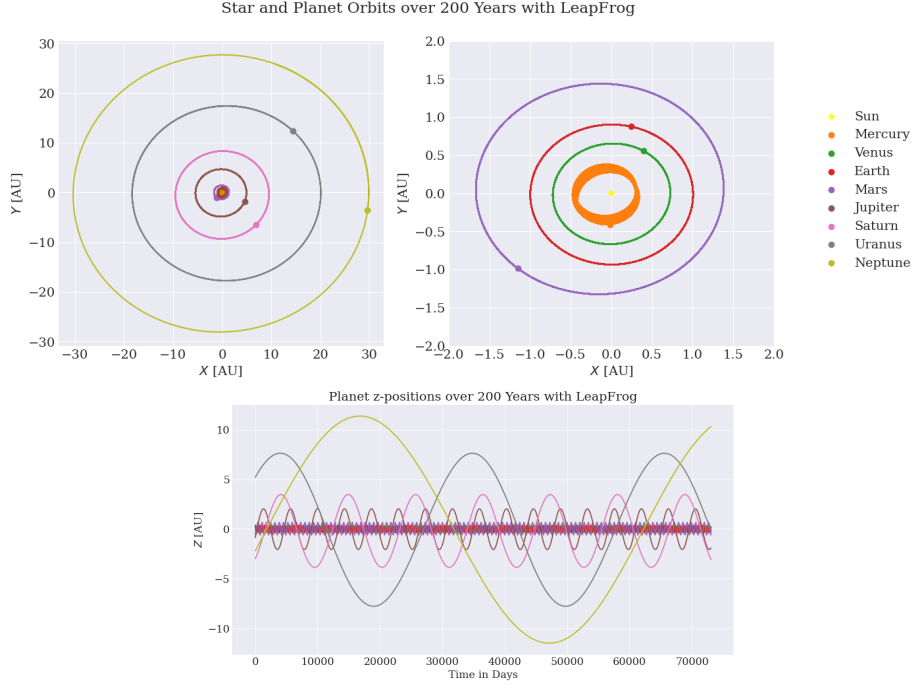 Star and Planet Orbits over 200 Years with LeapFrog
30
20
10
0
−10
−20
−30
Y [AU]
−30 −20 −10 0 10 20 30
X [AU]
2.0
1.5
1.0
0.5
0.0
−0.5
−1.0
−1.5
−2.0
Y [AU]
−2.0 −1.5 −1.0 −0.5 0.0 0.5 1.0 1.5 2.0
X [AU]
Sun
Mercury
Venus
Earth
Mars
Jupiter
Saturn
Uranus
Neptune
Planet z-positions over 200 Years with LeapFrog
10
5
0
−5
−10
Z [AU]
0 10000 20000 30000 40000 50000 60000 70000
Time in Days